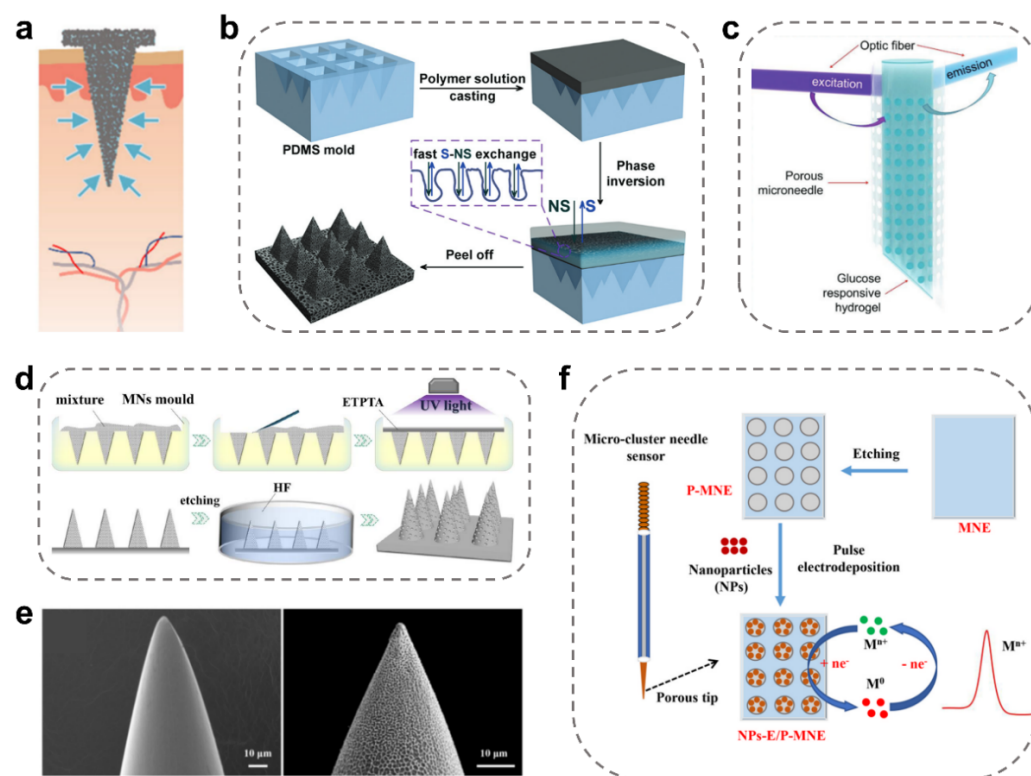 a
b
Polymer solution
casting
PDMS mold
fast S-NS exchange
Phase
inversion
NS
S
Peel off
c
Optic fiber
excitation
emission
Porous
microneedle
Glucose
responsive
hydrogel
d
mixture
MNs mould
ETPTA
UV light
etching
HF
e
10 µm
10 µm
f
Micro-cluster needle
sensor
P-MNE
Etching
MNE
Nanoparticles
(NPs)
Pulse
electrodeposition
Porous tip
Mⁿ⁺
+ ne⁻
- ne⁻
M⁰
Mⁿ⁺
NPs-E/P-MNE